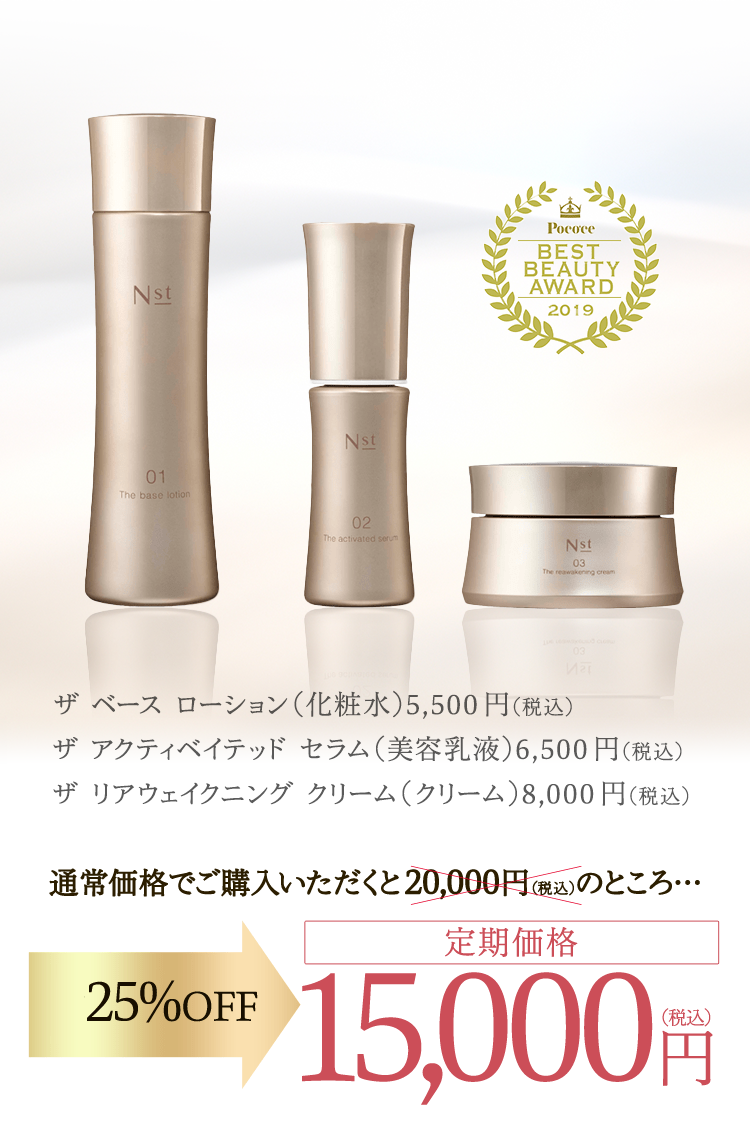 Nst
01
The base lotion
Nst
02
The activated serum
Nst
03
The reawakening cream
Poco'ce
BEST
BEAUTY
AWARD
2019
ザ ベース ローション（化粧水）5,500円（税込）
ザ アクティベイテッド セラム（美容乳液）6,500円（税込）
ザ リアウェイクニング クリーム（クリーム）8,000円（税込）
通常価格でご購入いただくと20,000円（税込）のところ…
25%OFF
定期価格
15,000円（税込）